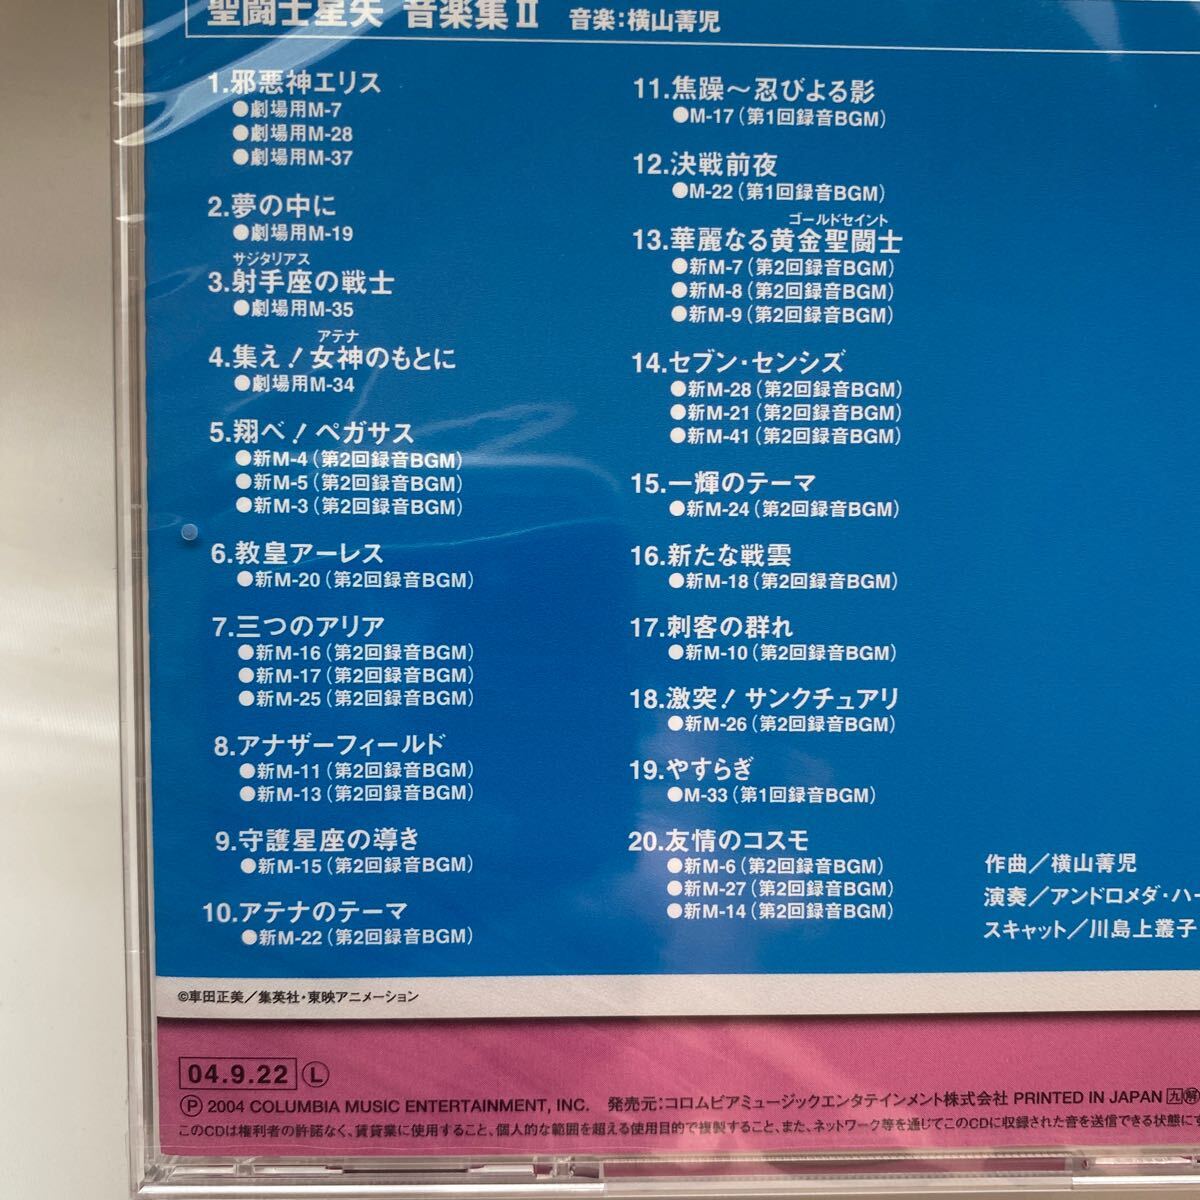 聖闘士星矢 音楽集Ⅱ 音楽：横山菁児
1.邪悪神エリス
●劇場用M-7
●劇場用M-28
●劇場用M-37
2.夢の中に
●劇場用M-19
サジタリアス
3.射手座の戦士
●劇場用M-35
アテナ
4.集え！女神のもとに
●劇場用M-34
5.翔べ！ペガサス
●新M-4（第2回録音BGM）
●新M-5（第2回録音BGM）
●新M-3（第2回録音BGM）
6.教皇アーレス
●新M-20（第2回録音BGM）
7.三つのアリア
●新M-16（第2回録音BGM）
●新M-17（第2回録音BGM）
●新M-25（第2回録音BGM）
8.アナザーフィールド
●新M-11（第2回録音BGM）
●新M-13（第2回録音BGM）
9.守護星座の導き
●新M-15（第2回録音BGM）
10.アテナのテーマ
●新M-22（第2回録音BGM）
11.焦躁～忍びよる影
●M-17（第1回録音BGM）
12.決戦前夜
●M-22（第1回録音BGM）
ゴールドセイント
13.華麗なる黄金聖闘士
●新M-7（第2回録音BGM）
●新M-8（第2回録音BGM）
●新M-9（第2回録音BGM）
14.セブン・センシズ
●新M-28（第2回録音BGM）
●新M-21（第2回録音BGM）
●新M-41（第2回録音BGM）
15.一輝のテーマ
●新M-24（第2回録音BGM）
16.新たな戦雲
●新M-18（第2回録音BGM）
17.刺客の群れ
●新M-10（第2回録音BGM）
18.激突！サンクチュアリ
●新M-26（第2回録音BGM）
19.やすらぎ
●M-33（第1回録音BGM）
20.友情のコスモ
●新M-6（第2回録音BGM）
●新M-27（第2回録音BGM）
●新M-14（第2回録音BGM）
作曲／横山菁児
演奏／アンドロメダ・ハー
スキャット／川島上叢子
©車田正美／集英社・東映アニメーション
04.9.22 Ⓛ
Ⓟ 2004 COLUMBIA MUSIC ENTERTAINMENT, INC. 発売元：コロムビアミュージックエンタテインメント株式会社 PRINTED IN JAPAN 九 解
このCDは権利者の許諾なく、賃貸業に使用すること、個人的な範囲を超える使用目的で複製すること、また、ネットワーク等を通じてこのCDに収録された音を送信できる状態にす